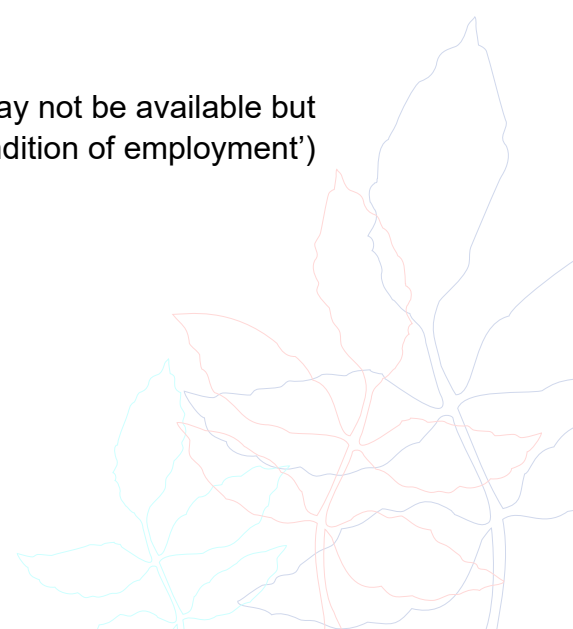 ay not be available but
dition of employment’)